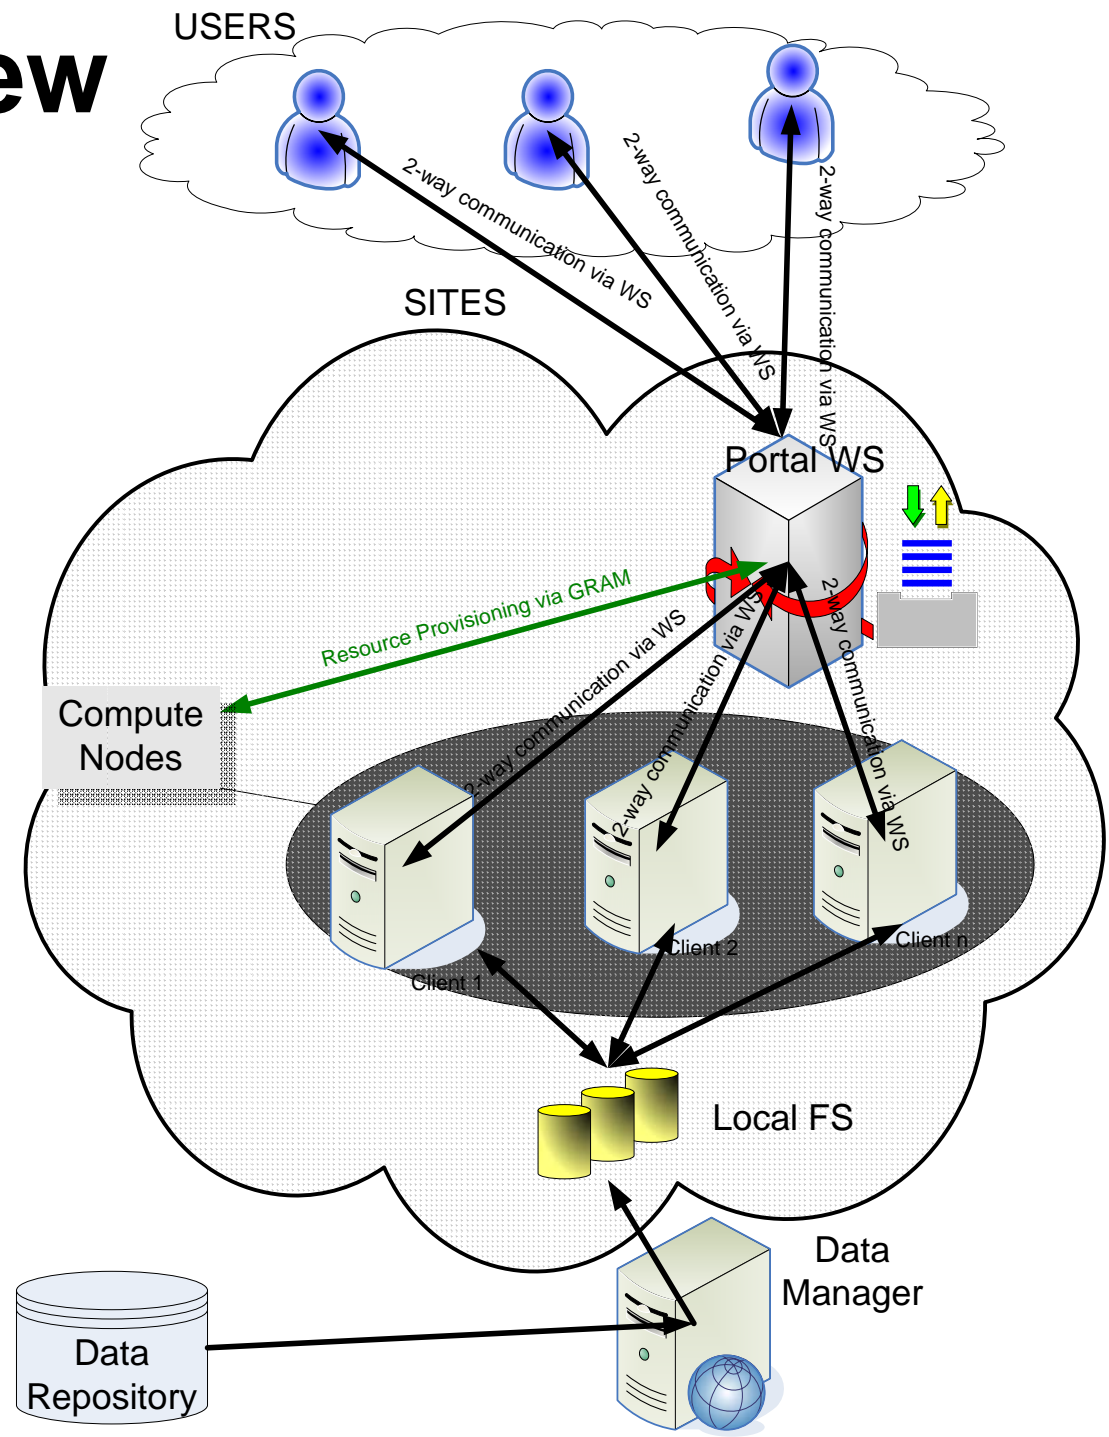 USERS
ew
2-way communication via WS
2-way communication via WS
2-way communication via WS
SITES
Portal WS
Resource Provisioning via GRAM
2-way communication via WS
2-way communication via WS
2-way communication via WS
Compute
Nodes
Client 1
Client 2
Client n
Local FS
Data
Manager
Data
Repository